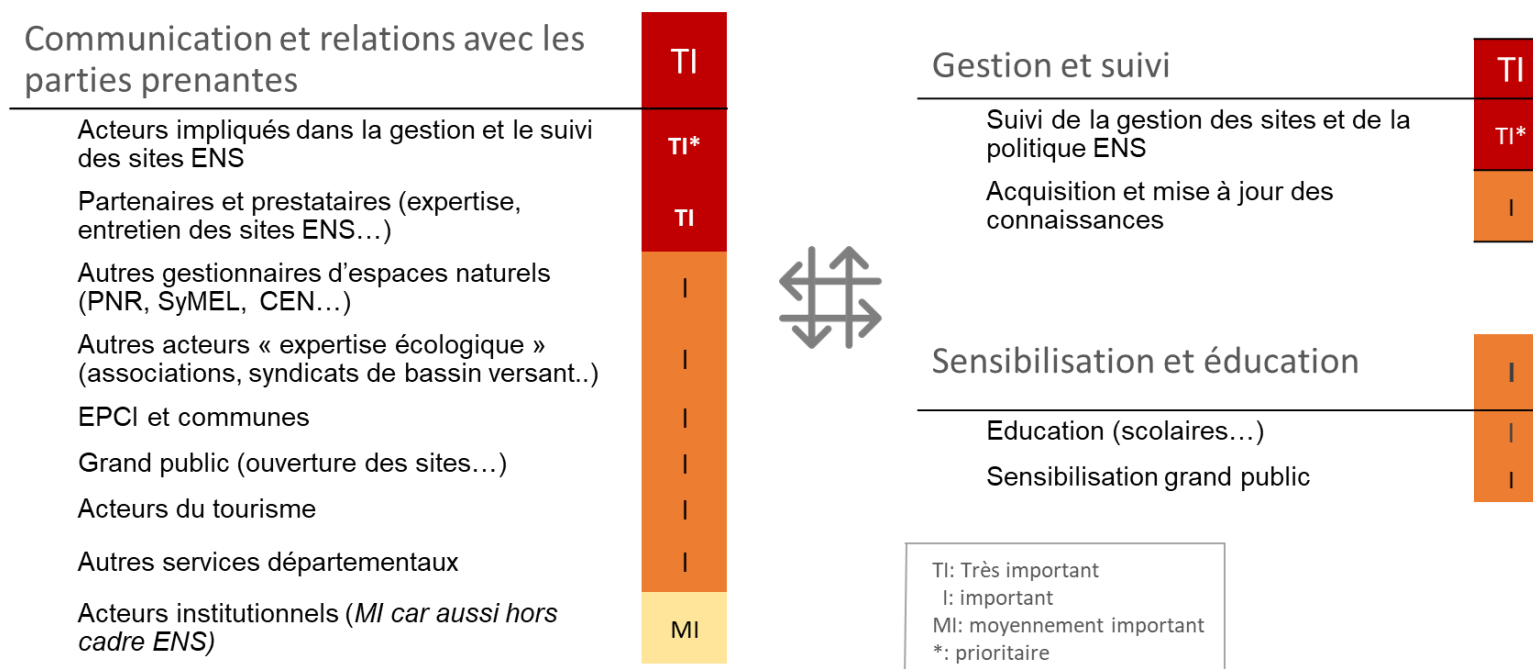 Communication et relations avec les
parties prenantes
TI
Acteurs impliqués dans la gestion et le suivi
des sites ENS
TI*
Partenaires et prestataires (expertise,
entretien des sites ENS…)
TI
Autres gestionnaires d’espaces naturels
(PNR, SyMEL, CEN…)
I
Autres acteurs « expertise écologique »
(associations, syndicats de bassin versant..)
I
EPCI et communes
I
Grand public (ouverture des sites…)
I
Acteurs du tourisme
I
Autres services départementaux
I
Acteurs institutionnels (MI car aussi hors
cadre ENS)
MI
Gestion et suivi
TI
Suivi de la gestion des sites et de la
politique ENS
TI*
Acquisition et mise à jour des
connaissances
I
Sensibilisation et éducation
I
Education (scolaires…)
I
Sensibilisation grand public
I
TI: Très important
I: important
MI: moyennement important
*: prioritaire